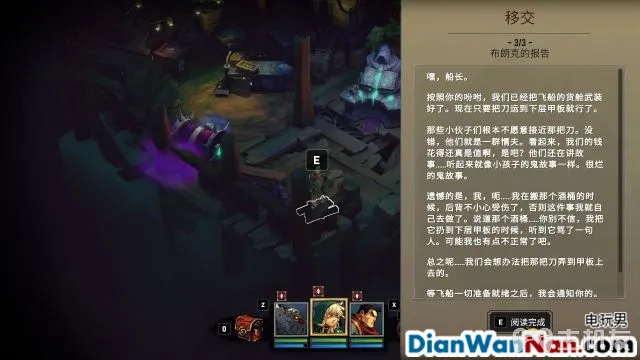 移交
- 3/3 -
布朗克的报告
嘿，船长。
按照你的吩咐，我们已经把飞船的货舱武装
好了。现在只要把刀运到下层甲板就行了。
那些小伙子们根本不愿意接近那把刀。没
错，他们就是一群懦夫。看起来，我们的钱
花得还真是值啊，是吧？他们还在讲故
事……听起来就像小孩子的鬼故事一样。很烂
的鬼故事。
遗憾的是，我，呃……我在搬那个酒桶的时
候，后背不小心受伤了，否则这件事我就自
己去做了。说道那个酒桶……你别不信，我把
它扔到下层甲板的时候，听到它骂了一句
人。可能我也有点不正常了吧。
总之呢……我们会想办法把那把刀弄到甲板上
去的。
等飞船一切准备就绪之后，我会通知你的。
E
Z
X
0
E 阅读完成
电玩男
DianWanNan.com